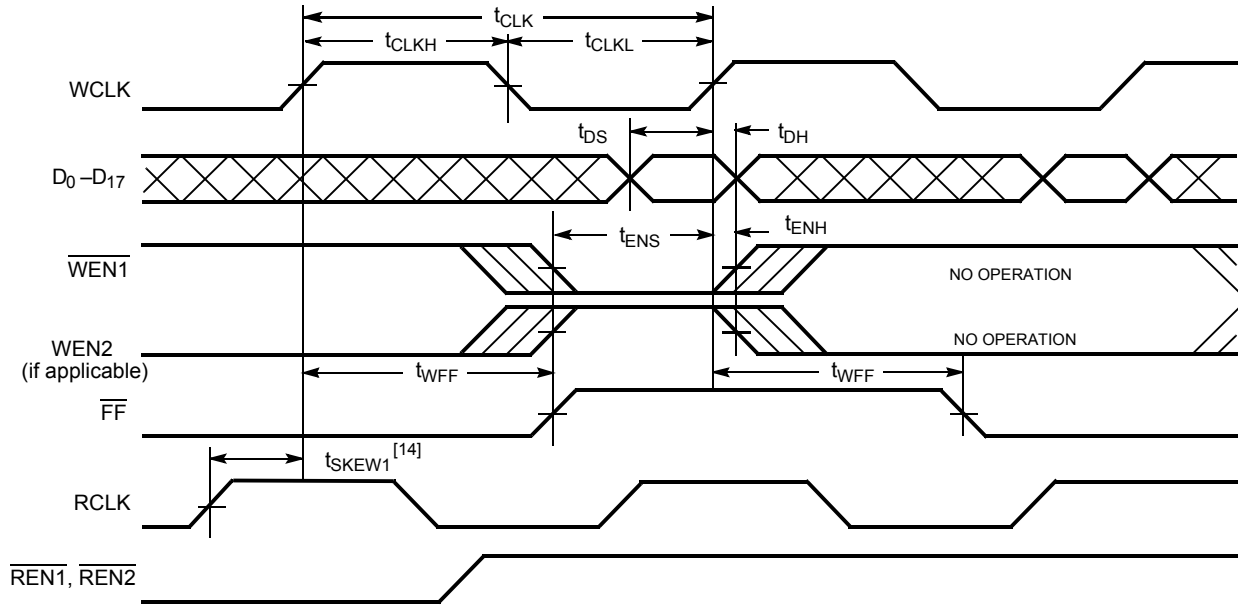 tCLK
tCLKH
tCLKL
WCLK
tDS
tDH
D0 –D17
tENS
tENH
WEN1
NO OPERATION
WEN2
(if applicable)
NO OPERATION
tWFF
tWFF
FF
tSKEW1 [14]
RCLK
REN1, REN2